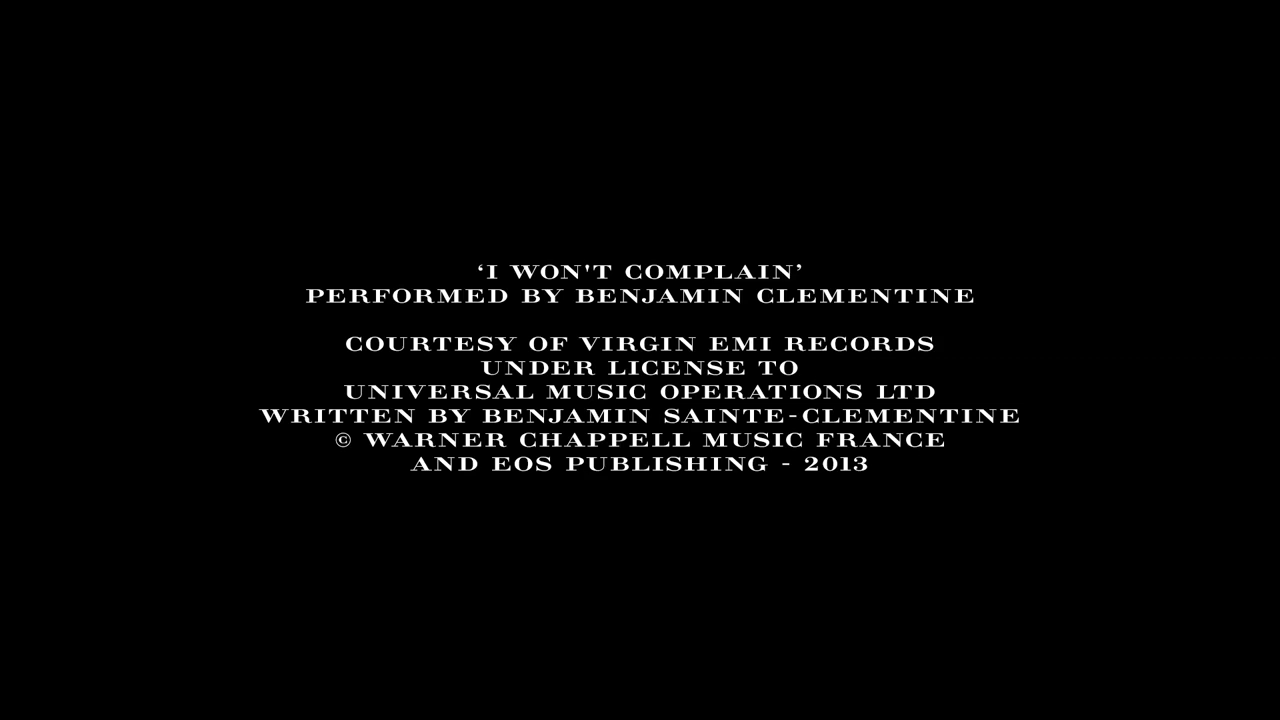 ‘I WON'T COMPLAIN’
PERFORMED BY BENJAMIN CLEMENTINE
COURTESY OF VIRGIN EMI RECORDS
UNDER LICENSE TO
UNIVERSAL MUSIC OPERATIONS LTD
WRITTEN BY BENJAMIN SAINTE-CLEMENTINE
© WARNER CHAPPELL MUSIC FRANCE
AND EOS PUBLISHING - 2013